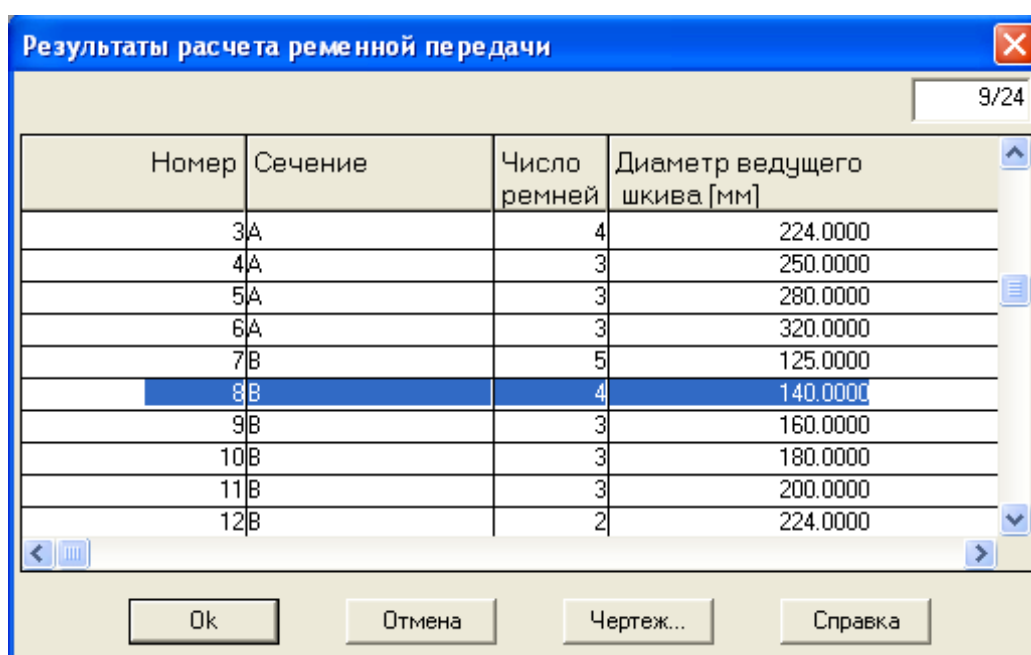 Результаты расчета ременной передачи
9/24
Номер Сечение Число ремней Диаметр ведущего шкива [мм]
3 A 4 224.0000
4 A 3 250.0000
5 A 3 280.0000
6 A 3 320.0000
7 B 5 125.0000
8 B 4 140.0000
9 B 3 160.0000
10 B 3 180.0000
11 B 3 200.0000
12 B 2 224.0000
Ok Отмена Чертеж... Справка